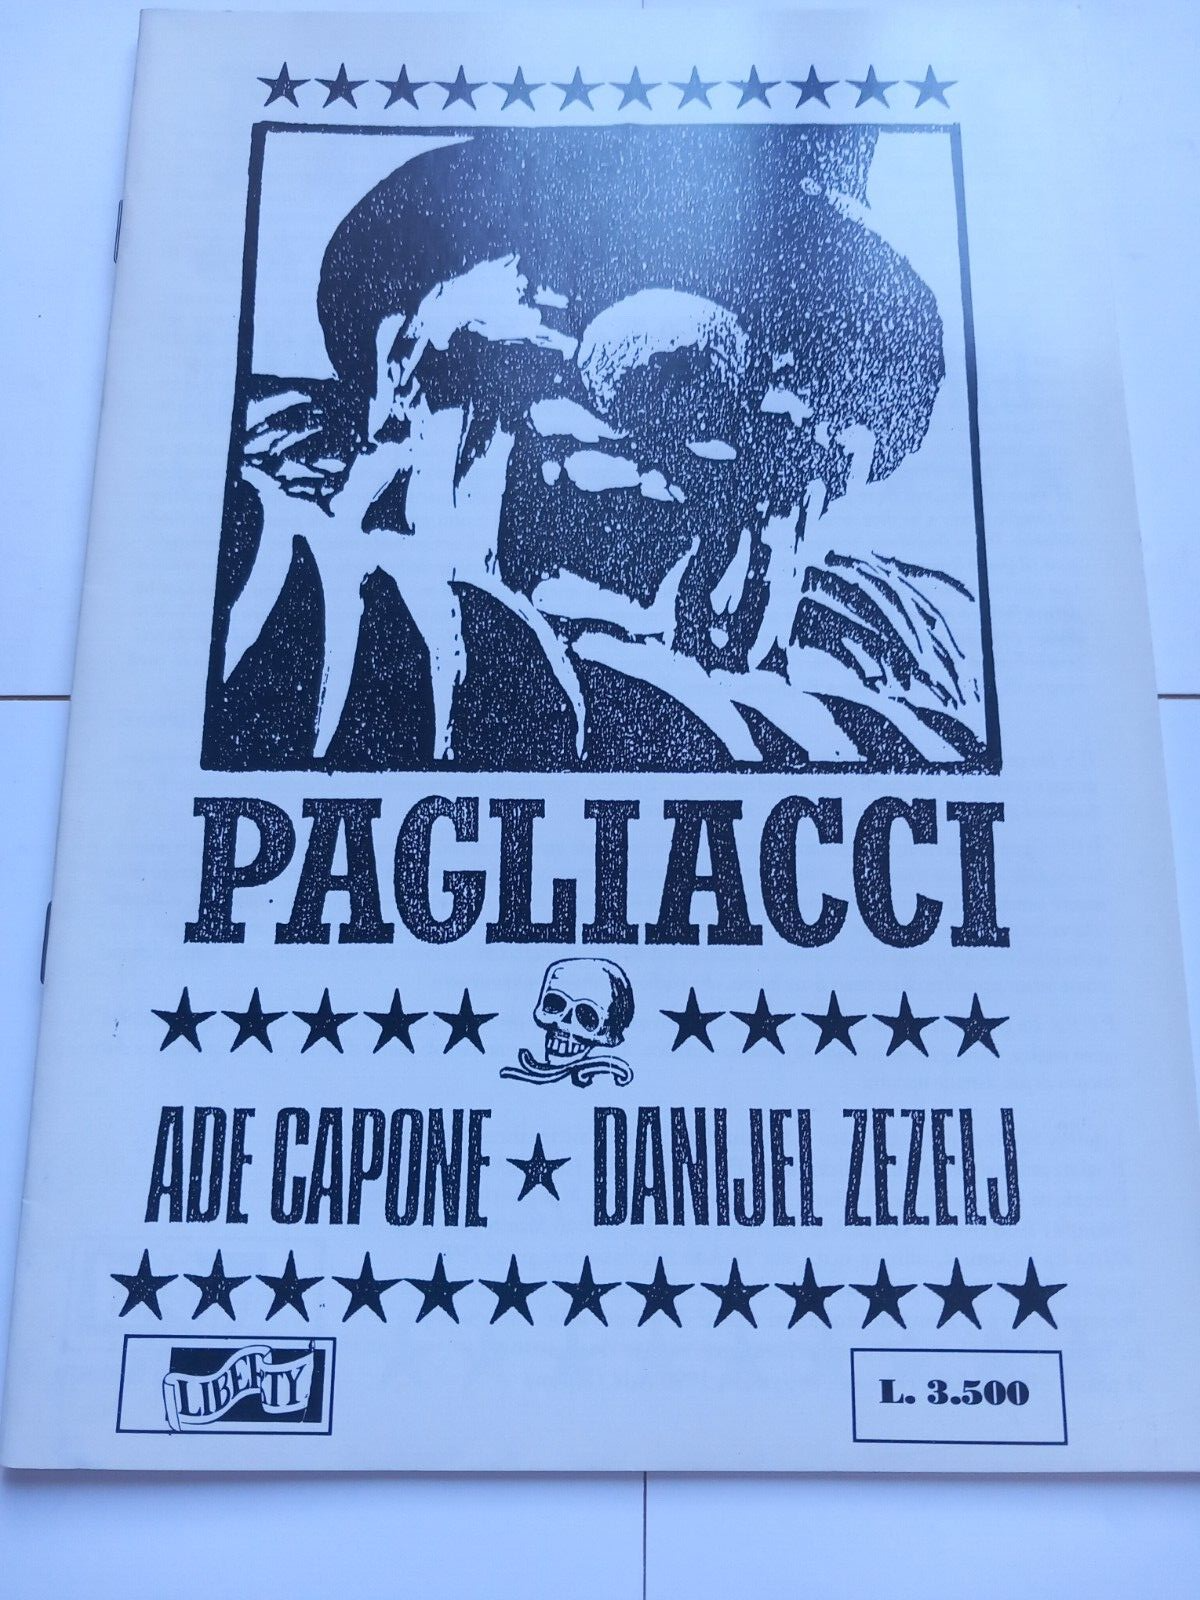 PAGLIACCI
ADE CAPONE ★ DANIJEL ZEZELJ
LIBERTY
L. 3.500